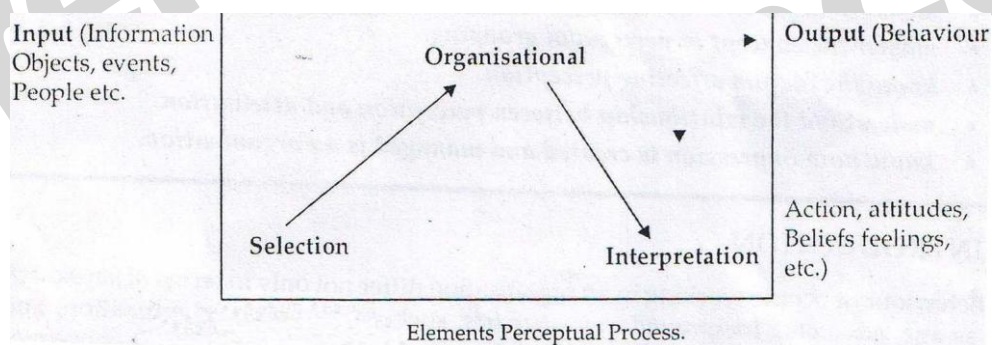 Input (Information
Objects, events,
People etc.
Organisational
Output (Behaviour
Selection
Interpretation
Action, attitudes,
Beliefs feelings,
etc.)
Elements Perceptual Process.